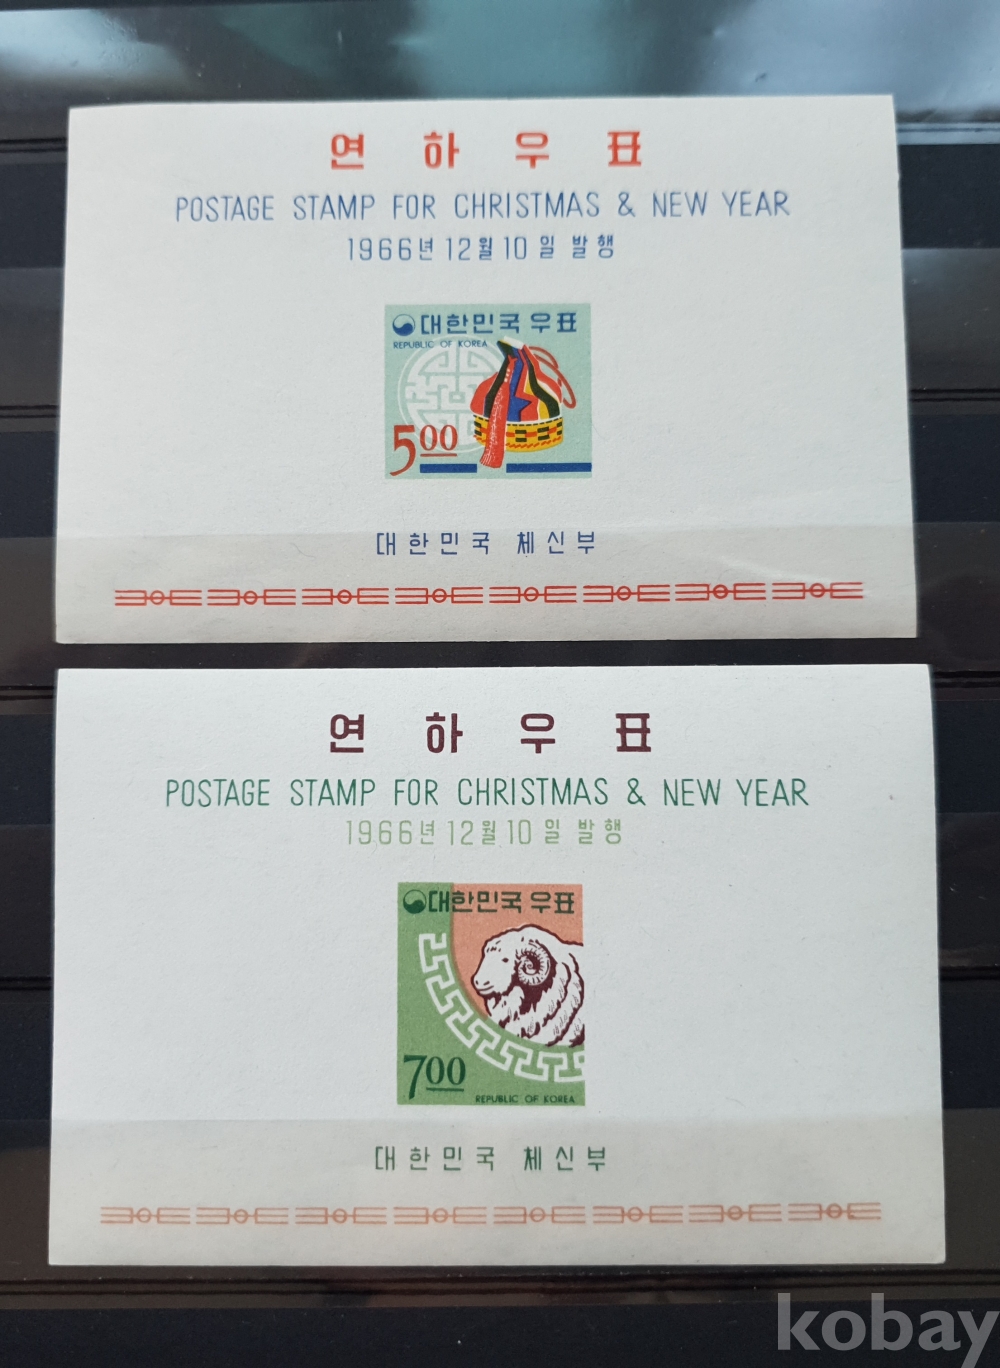 연 하 우 표
POSTAGE STAMP FOR CHRISTMAS & NEW YEAR
1966년 12월 10일 발행
대한민국 우표
REPUBLIC OF KOREA
500
대한민국 체신부
연 하 우 표
POSTAGE STAMP FOR CHRISTMAS & NEW YEAR
1966년 12월 10일 발행
대한민국 우표
700
REPUBLIC OF KOREA
대한민국 체신부
kobay